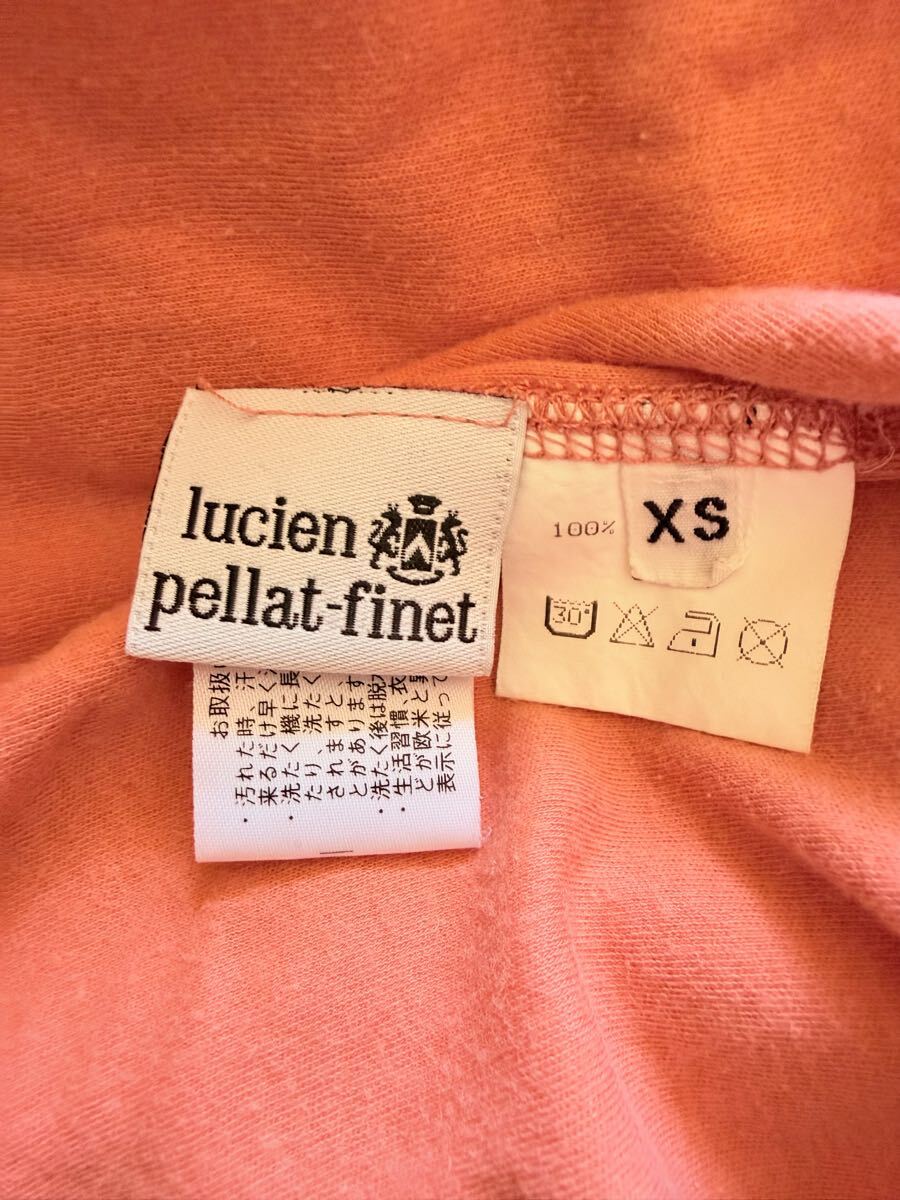 lucien
pellat-finet
100%
XS
30°
お取扱
・汚れた時、汗
来るだけ早く
・洗たく機に長
たり、洗たく
されますと、
とがあります
・洗たく後は脱
・生活習慣、衣
どが欧米と異
表示に従って